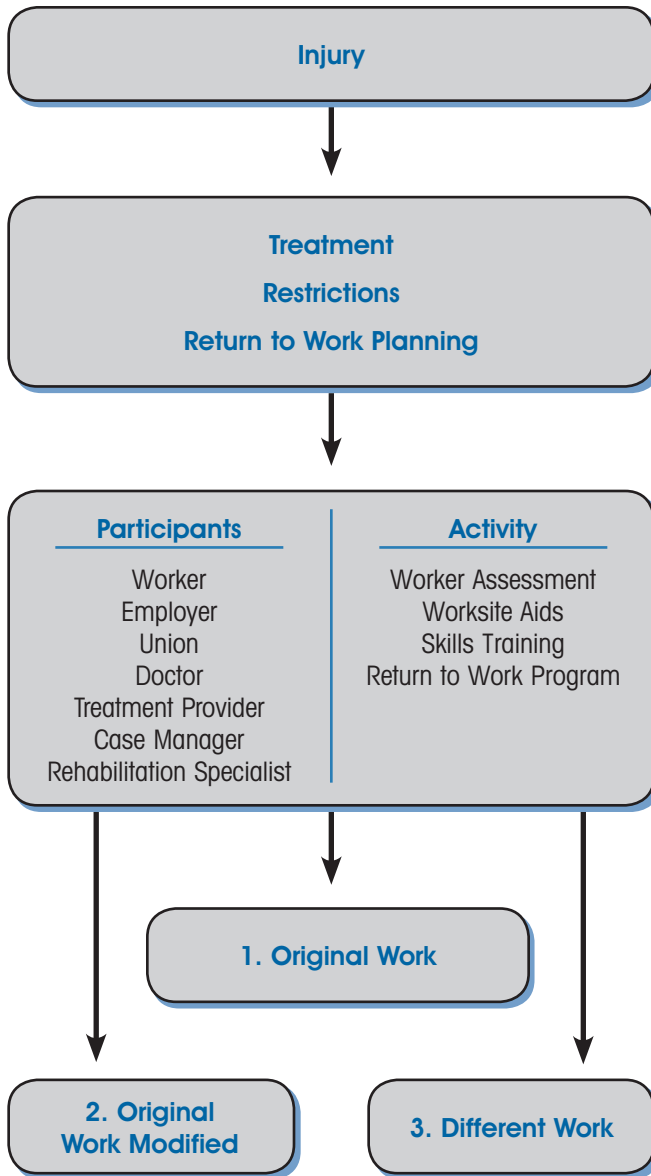 Injury
Treatment
Restrictions
Return to Work Planning
Participants
Worker
Employer
Union
Doctor
Treatment Provider
Case Manager
Rehabilitation Specialist
Activity
Worker Assessment
Worksite Aids
Skills Training
Return to Work Program
1. Original Work
2. Original
Work Modified
3. Different Work